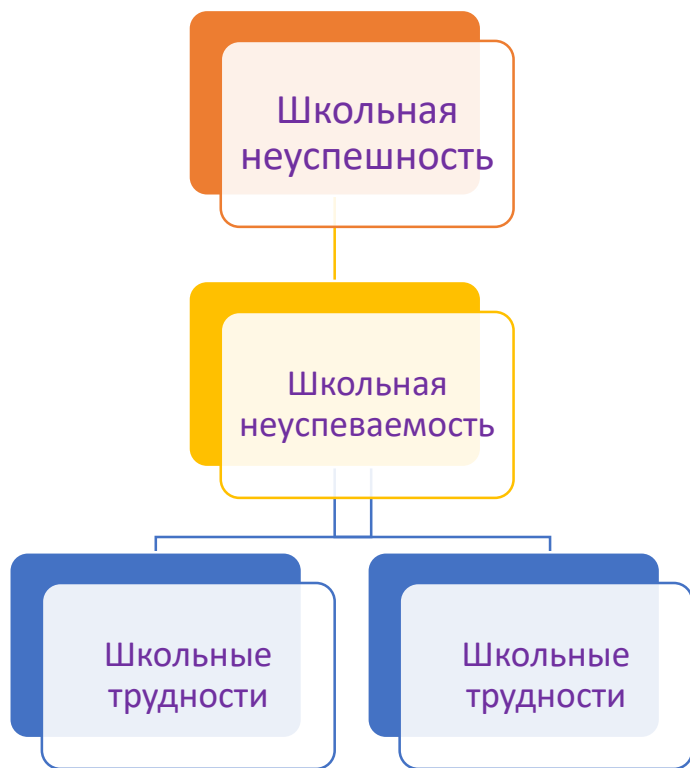 Школьная
неуспешность
Школьная
неуспеваемость
Школьные
трудности
Школьные
трудности